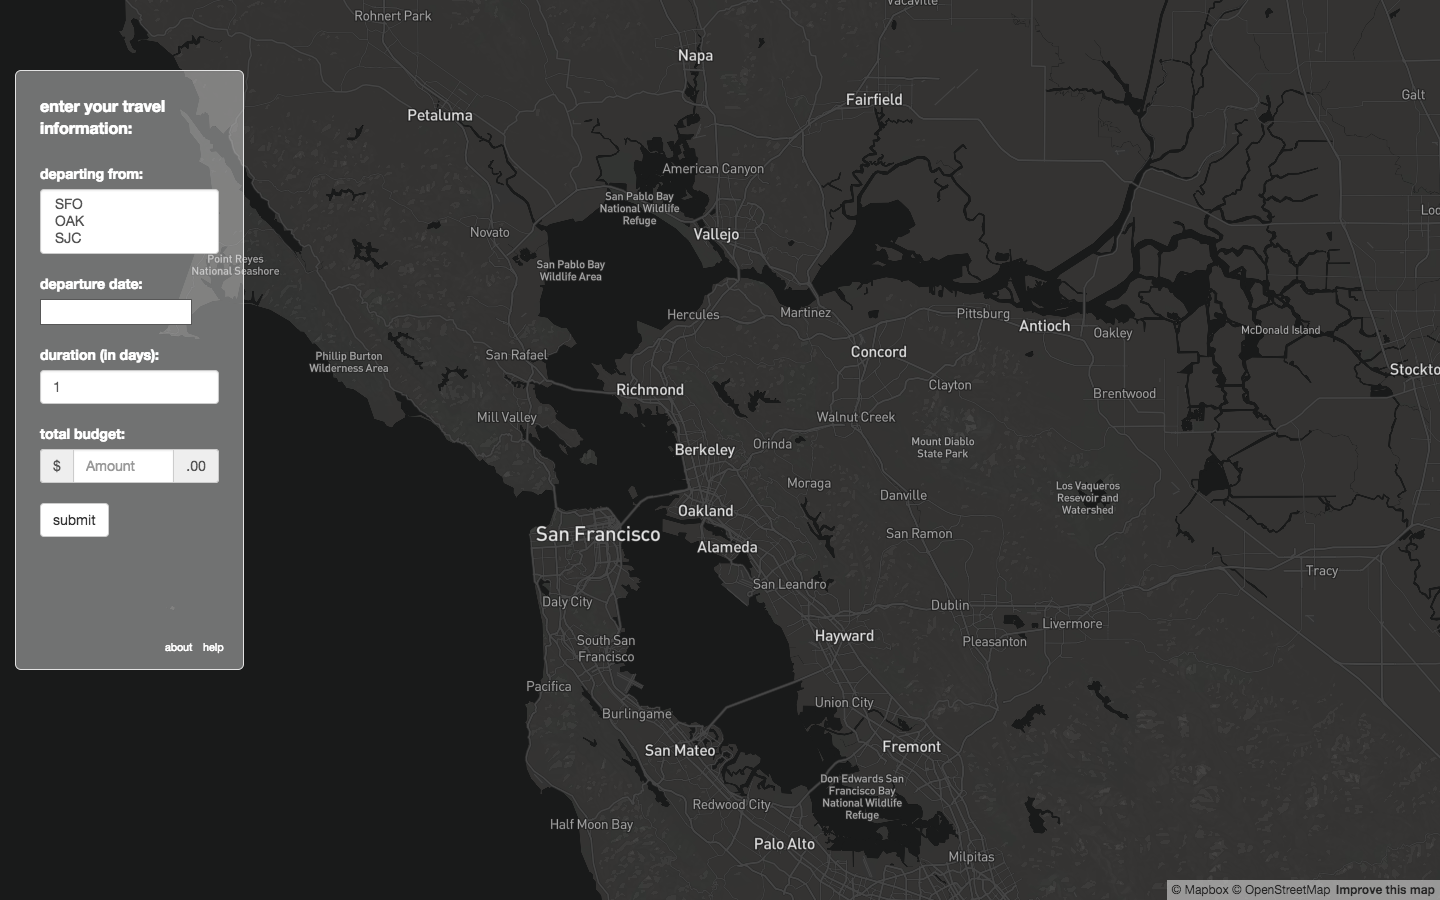 enter your travel
information:
departing from:
SFO
OAK
SJC
departure date:
duration (in days):
1
total budget:
$ Amount .00
submit
about help
Rohnert Park
Vacaville
Napa
Galt
Fairfield
Petaluma
American Canyon
San Pablo Bay
National Wildlife
Refuge
Novato
Vallejo
Point Reyes
National Seashore
San Pablo Bay
Wildlife Area
Hercules
Martinez
Pittsburg
Antioch
Oakley
McDonald Island
Phillip Burton
Wilderness Area
San Rafael
Concord
Stockto
Richmond
Clayton
Brentwood
Mill Valley
Walnut Creek
Berkeley
Orinda
Mount Diablo
State Park
Moraga
Danville
Los Vaqueros
Resevoir and
Watershed
Oakland
San Francisco
Alameda
San Ramon
Tracy
San Leandro
Daly City
Dublin
Livermore
Hayward
Pleasanton
South San
Francisco
Pacifica
Union City
Burlingame
San Mateo
Fremont
Don Edwards San
Francisco Bay
National Wildlife
Refuge
Redwood City
Half Moon Bay
Palo Alto
Milpitas
© Mapbox © OpenStreetMap Improve this map